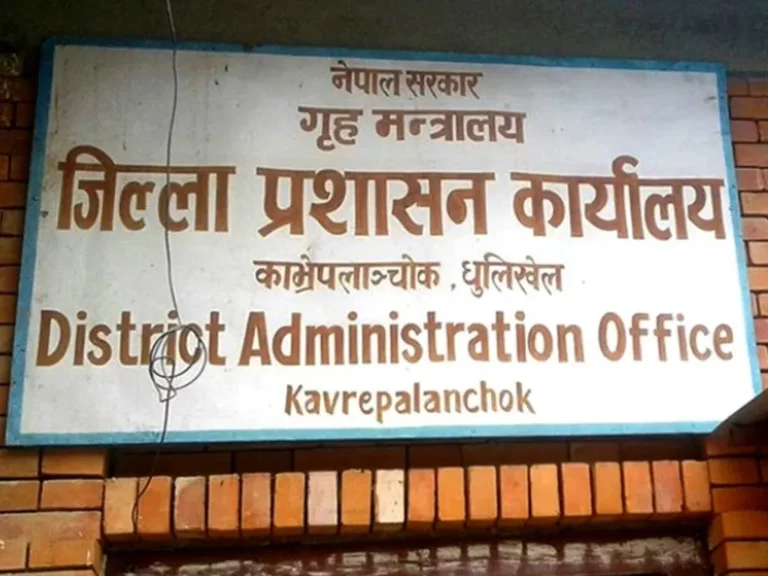 नेपाल सरकार
गृह मन्त्रालय
जिल्ला प्रशासन कार्यालय
काभ्रेपलाञ्चोक , धुलिखेल
District Administration Office
Kavrepalanchok